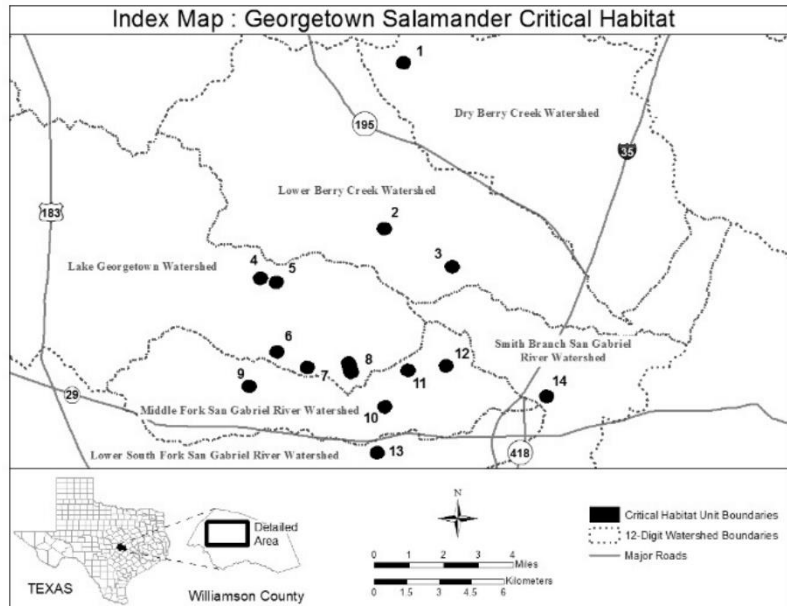 Index Map : Georgetown Salamander Critical Habitat
1
Dry Berry Creek Watershed
195
35
Lower Berry Creek Watershed
183
2
3
Lake Georgetown Watershed
4
5
6
7
8
9
10
11
12
Smith Branch San Gabriel
River Watershed
14
29
Middle Fork San Gabriel River Watershed
Lower South Fork San Gabriel River Watershed
13
418
TEXAS
Detailed
Area
Williamson County
N
0 1 2 3 4
Miles
Kilometers
0 1.5 3 4.5 6
Critical Habitat Unit Boundaries
12-Digit Watershed Boundaries
Major Roads